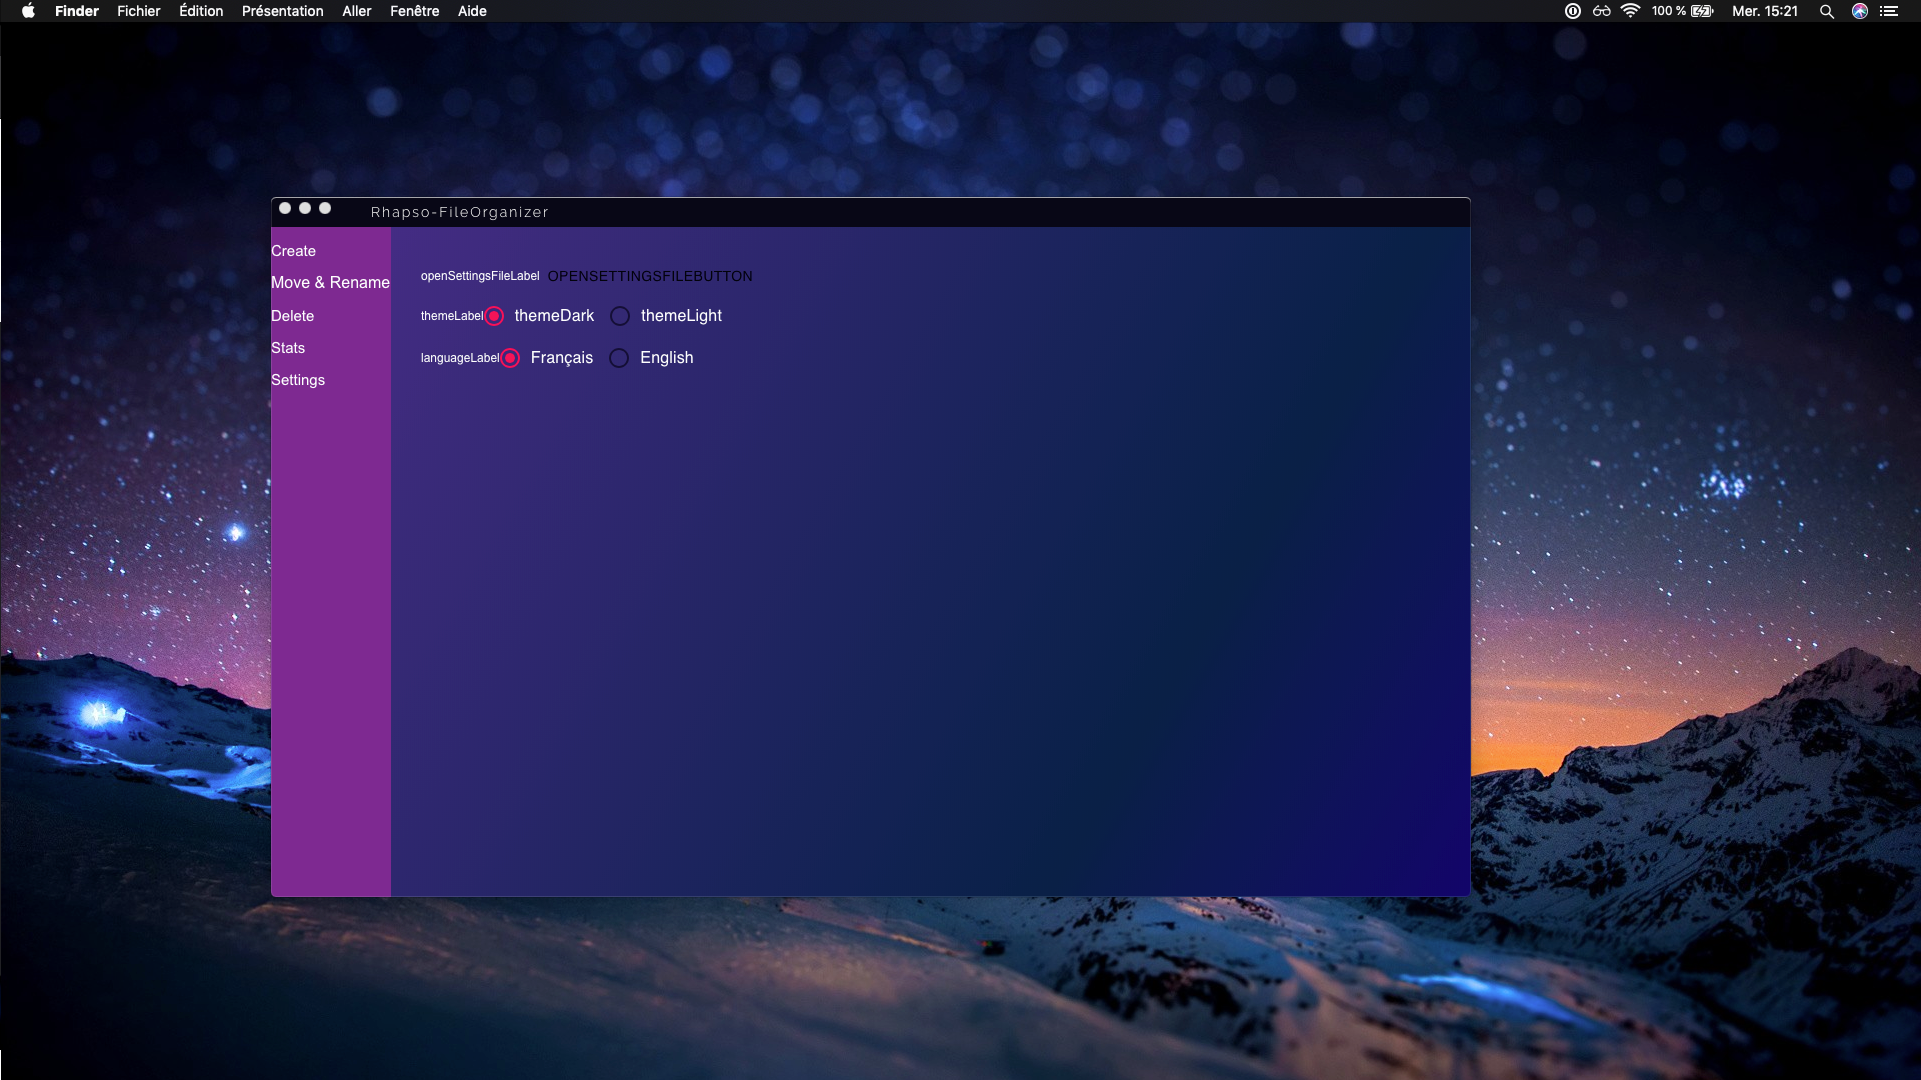 Finder Fichier Édition Présentation Aller Fenêtre Aide 100 % Mer. 15:21
Rhapso-FileOrganizer
Create
Move & Rename
Delete
Stats
Settings
openSettingsFileLabel OPENSETTINGSFILEBUTTON
themeLabel themeDark themeLight
languageLabel Français English